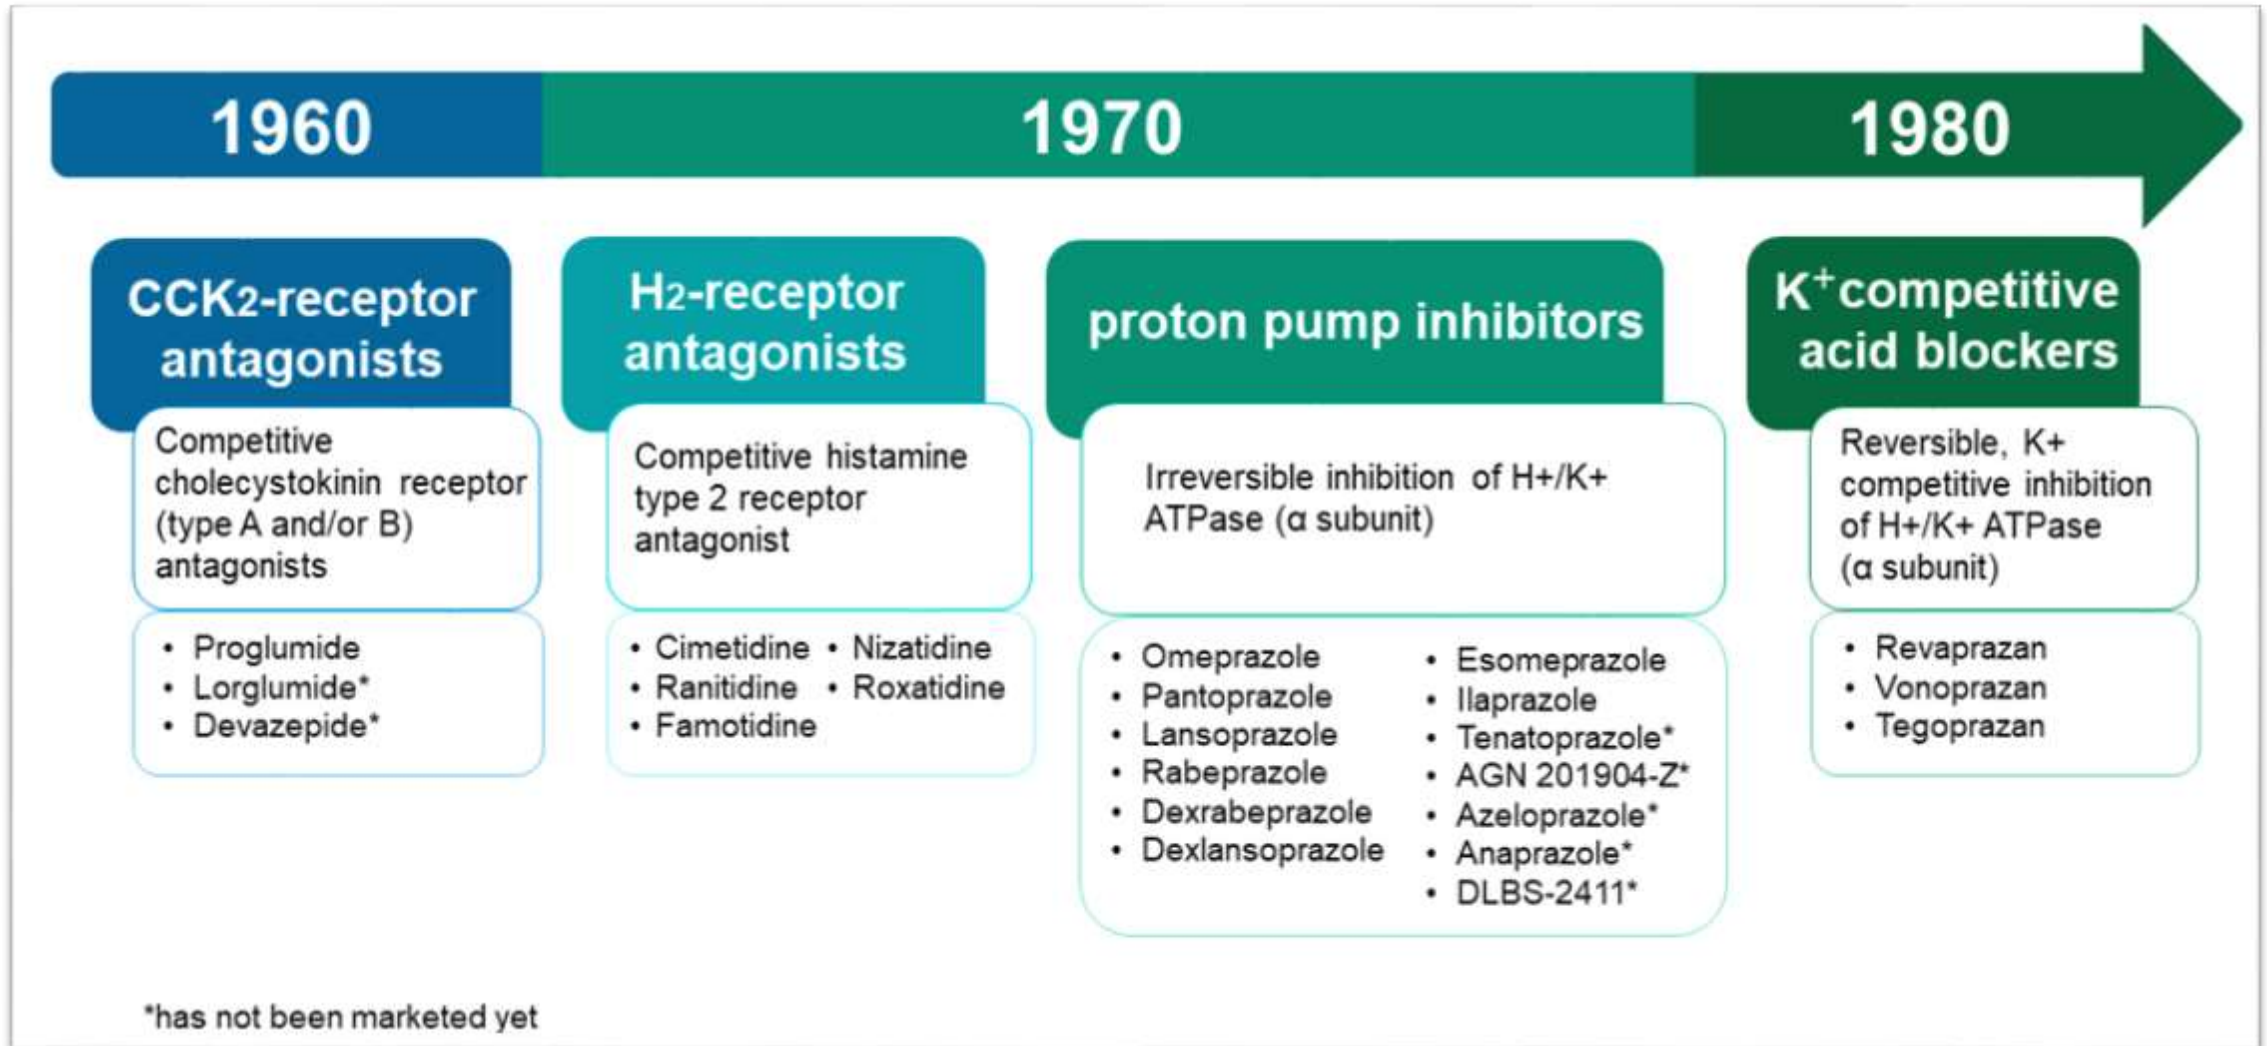 1960
1970
1980
CCK2-receptor
antagonists
Competitive
cholecystokinin receptor
(type A and/or B)
antagonists
• Proglumide
• Lorglumide*
• Devazepide*
H2-receptor
antagonists
Competitive histamine
type 2 receptor
antagonist
• Cimetidine • Nizatidine
• Ranitidine • Roxatidine
• Famotidine
proton pump inhibitors
Irreversible inhibition of H+/K+
ATPase (α subunit)
• Omeprazole
• Pantoprazole
• Lansoprazole
• Rabeprazole
• Dexrabeprazole
• Dexlansoprazole
• Esomeprazole
• Ilaprazole
• Tenatoprazole*
• AGN 201904-Z*
• Azeloprazole*
• Anaprazole*
• DLBS-2411*
K⁺competitive
acid blockers
Reversible, K+
competitive inhibition
of H+/K+ ATPase
(α subunit)
• Revaprazan
• Vonoprazan
• Tegoprazan
*has not been marketed yet